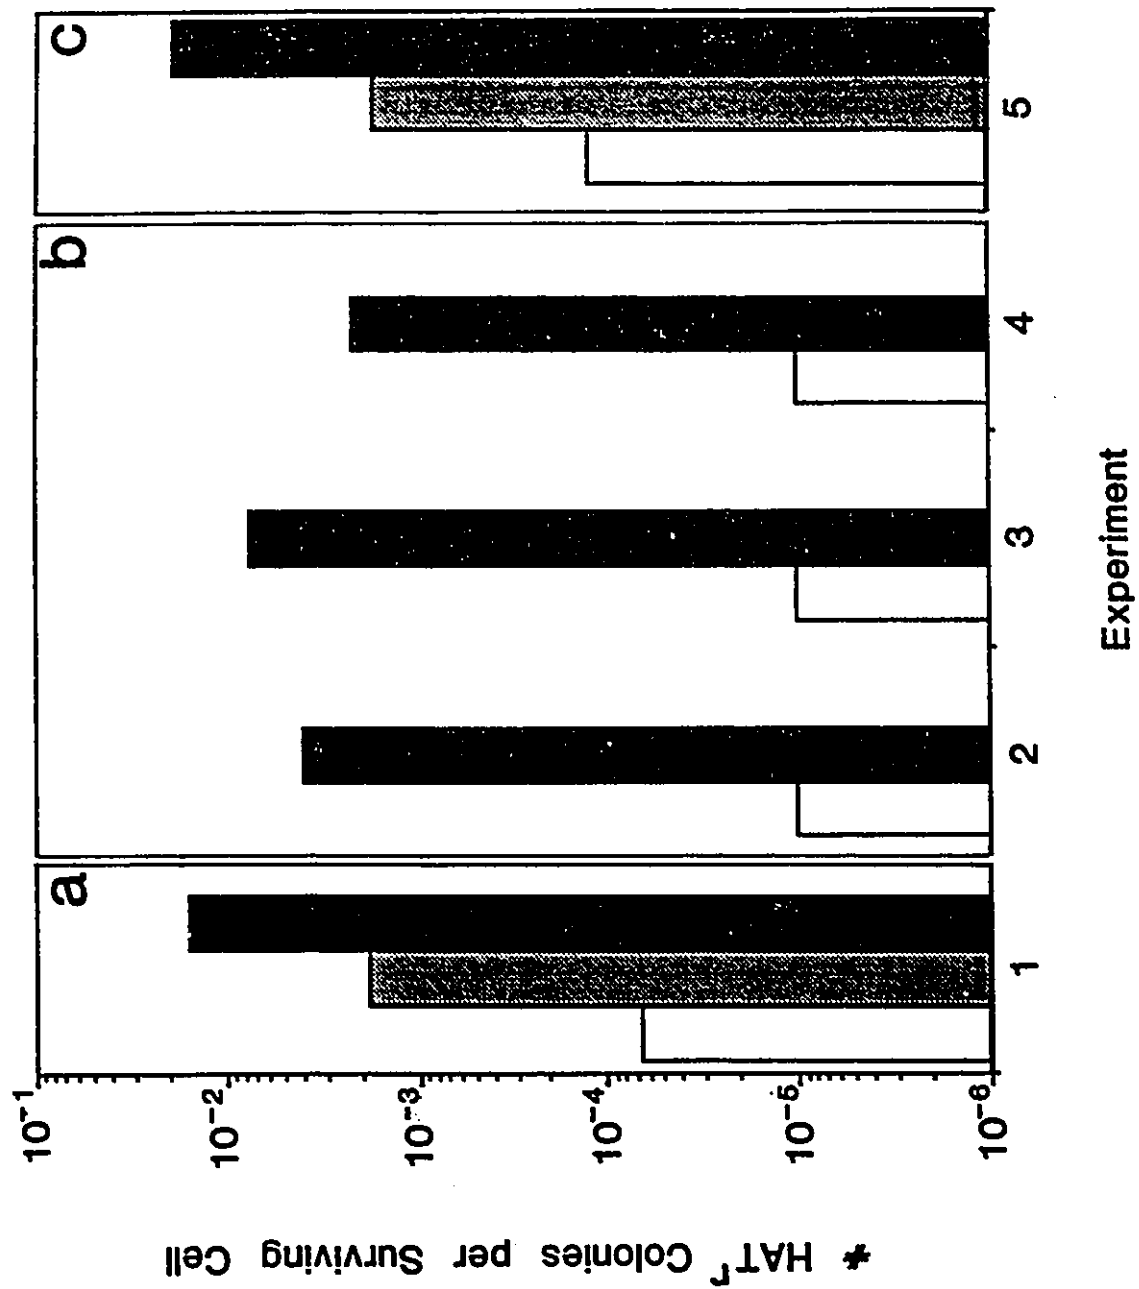 a
b
c
10⁻¹
10⁻²
10⁻³
10⁻⁴
10⁻⁵
10⁻⁶
# HATʳ Colonies per Surviving Cell
1
2
3
4
5
Experiment